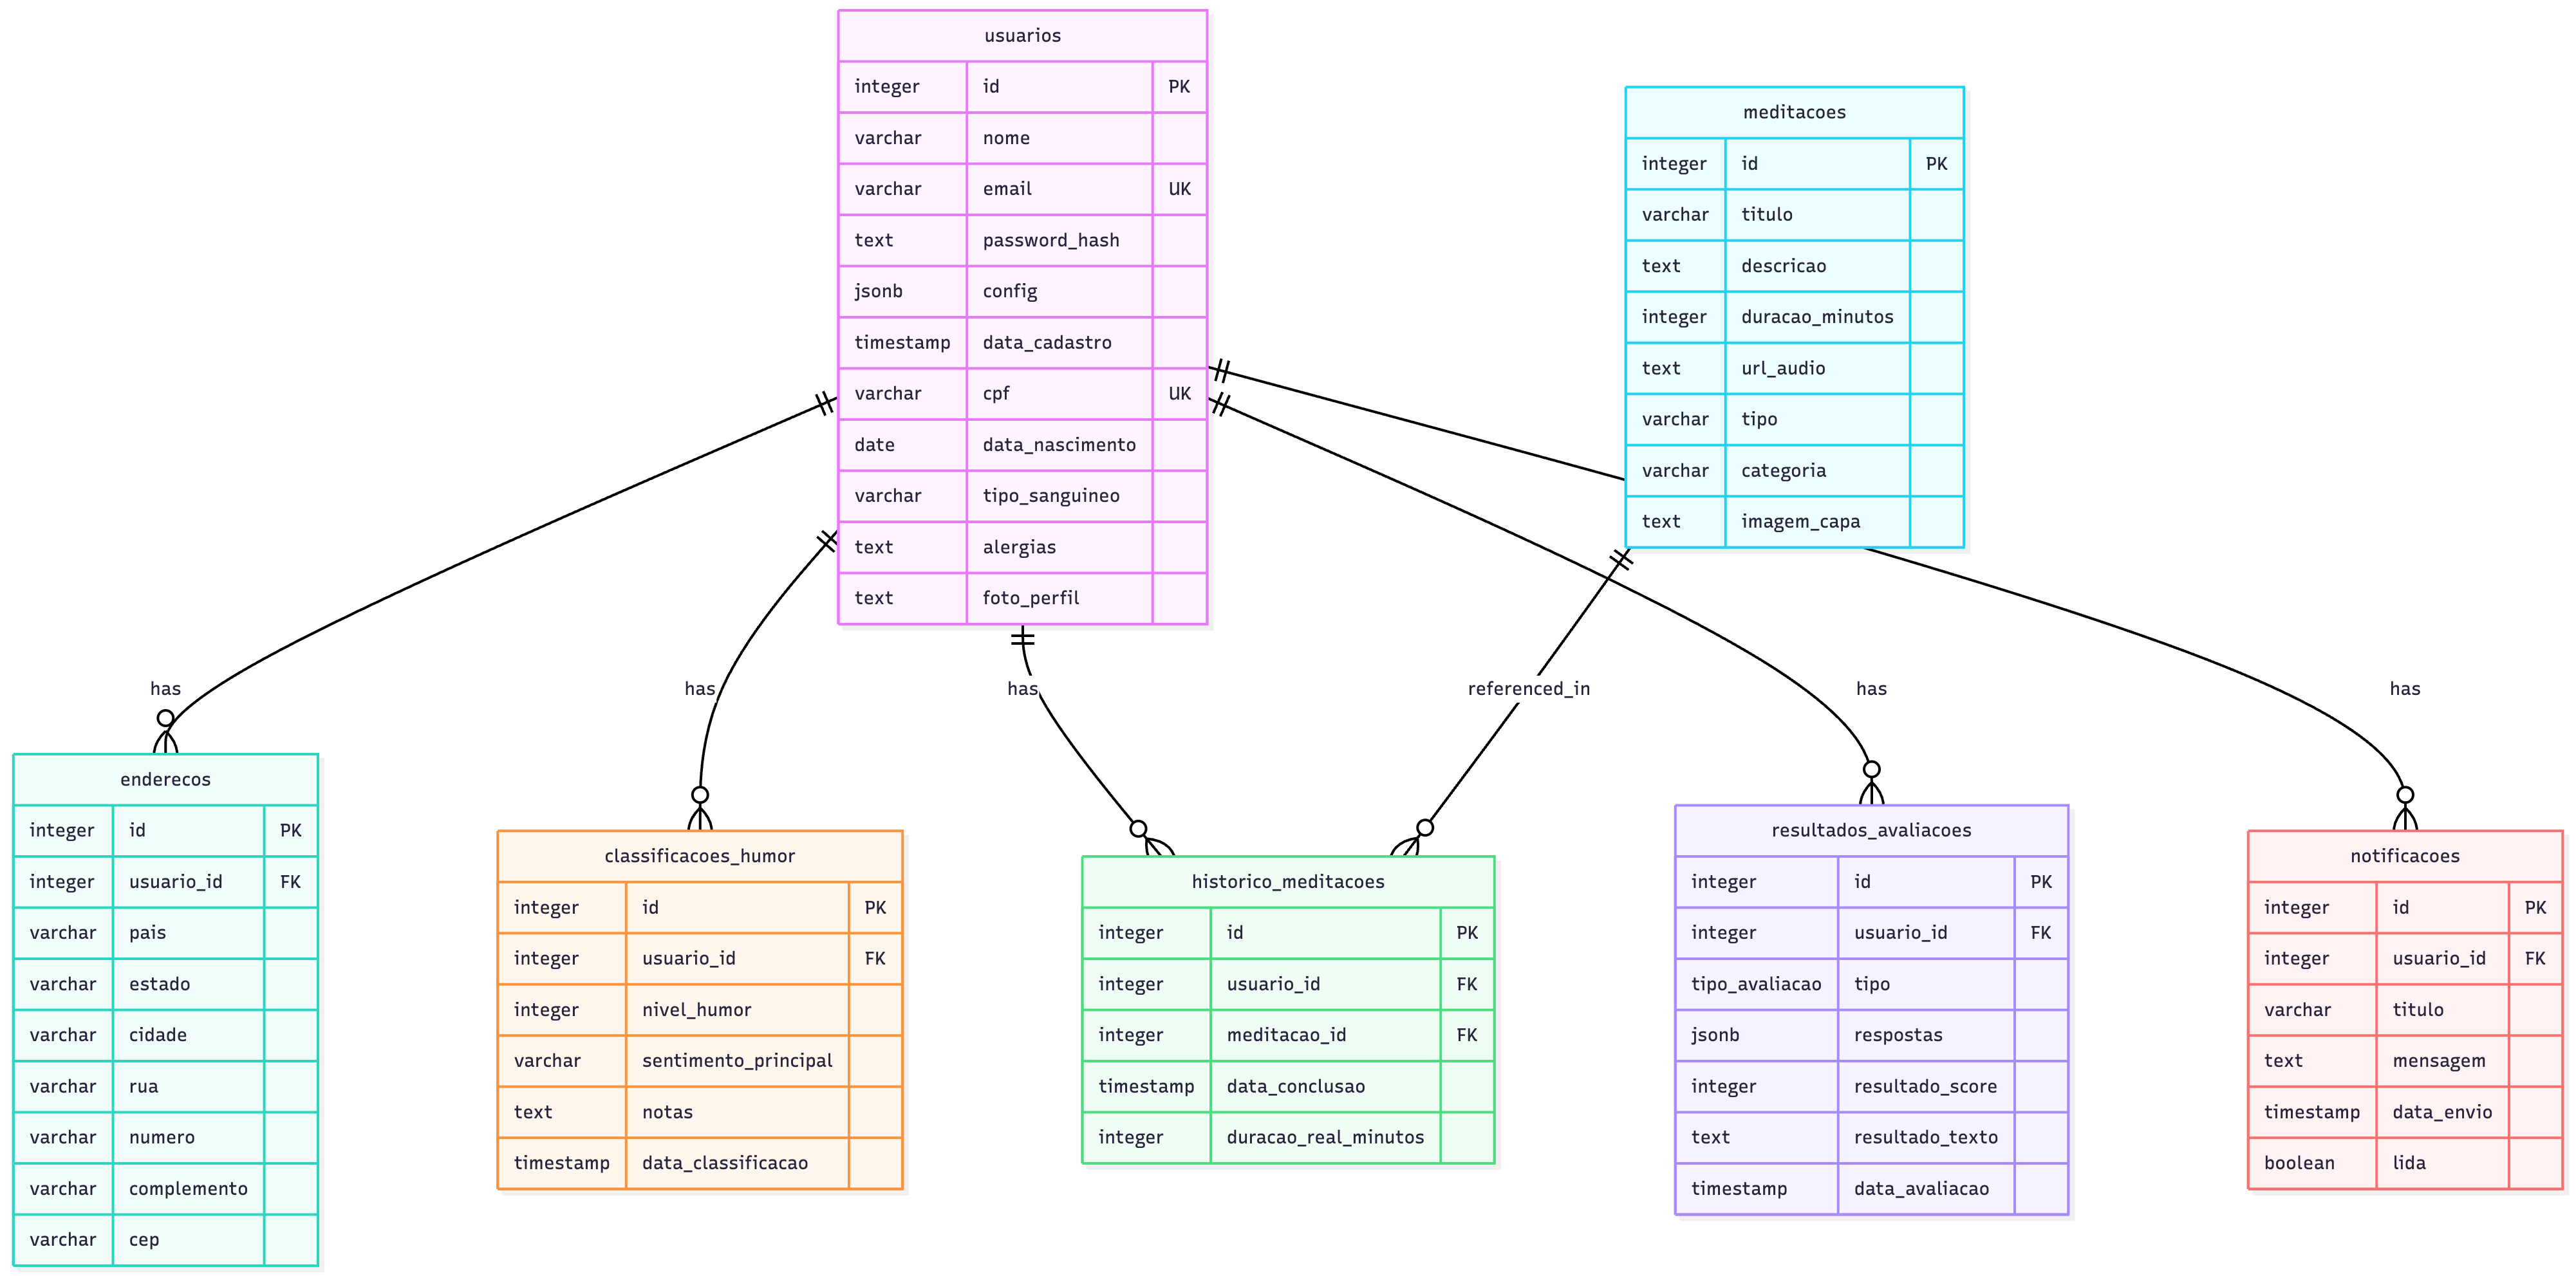 usuarios
integer id PK
varchar nome
varchar email UK
text password_hash
jsonb config
timestamp data_cadastro
varchar cpf UK
date data_nascimento
varchar tipo_sanguineo
text alergias
text foto_perfil
meditacoes
integer id PK
varchar titulo
text descricao
integer duracao_minutos
text url_audio
varchar tipo
varchar categoria
text imagem_capa
has
has
has
referenced_in
has
has
enderecos
integer id PK
integer usuario_id FK
varchar pais
varchar estado
varchar cidade
varchar rua
varchar numero
varchar complemento
varchar cep
classificacoes_humor
integer id PK
integer usuario_id FK
integer nivel_humor
varchar sentimento_principal
text notas
timestamp data_classificacao
historico_meditacoes
integer id PK
integer usuario_id FK
integer meditacao_id FK
timestamp data_conclusao
integer duracao_real_minutos
resultados_avaliacoes
integer id PK
integer usuario_id FK
tipo_avaliacao tipo
jsonb respostas
integer resultado_score
text resultado_texto
timestamp data_avaliacao
notificacoes
integer id PK
integer usuario_id FK
varchar titulo
text mensagem
timestamp data_envio
boolean lida